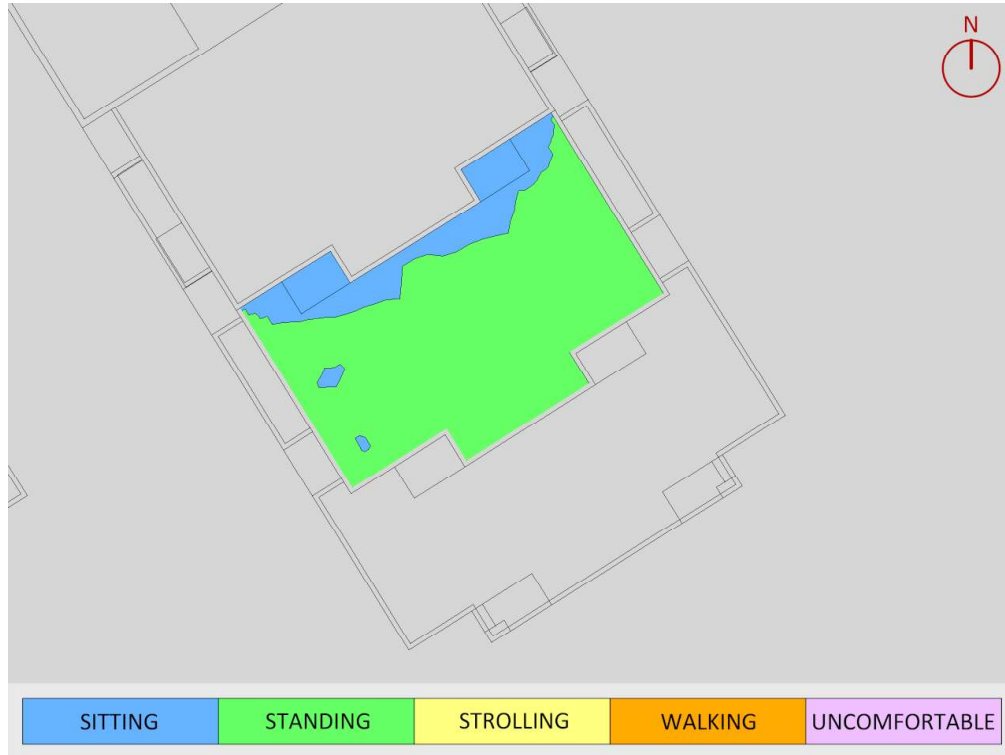 N
SITTING
STANDING
STROLLING
WALKING
UNCOMFORTABLE